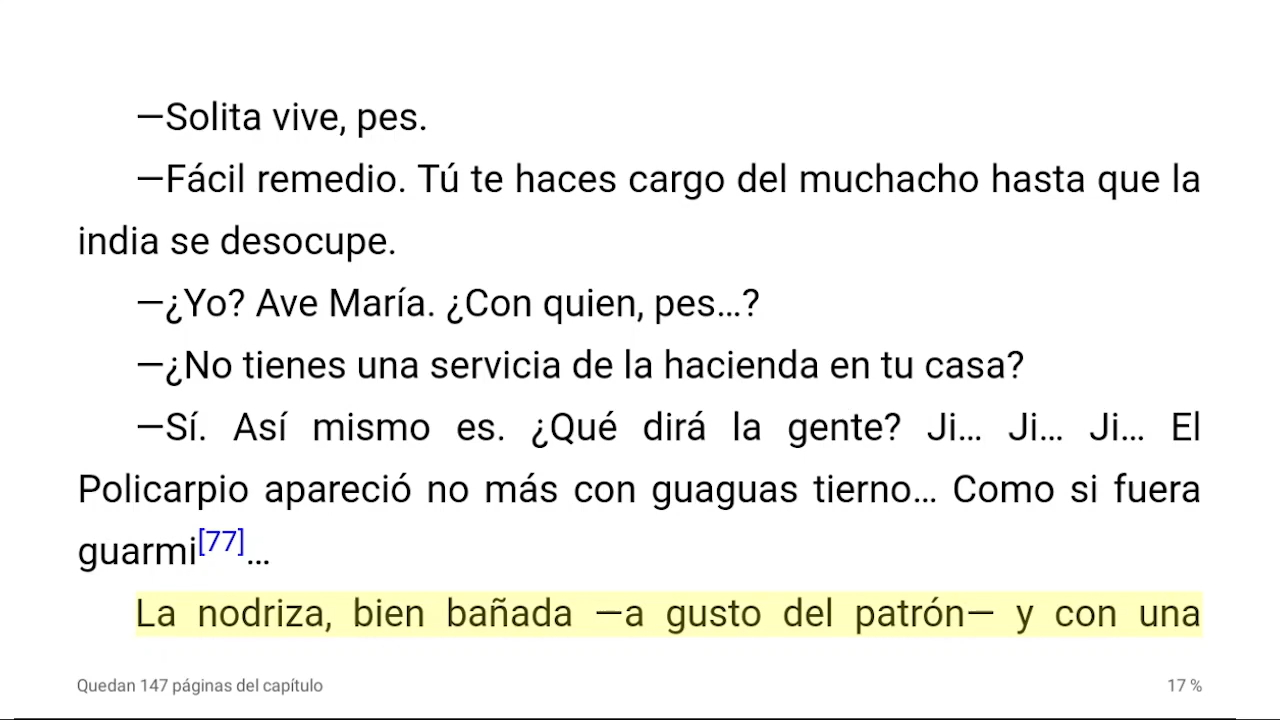 —Solita vive, pes.
—Fácil remedio. Tú te haces cargo del muchacho hasta que la
india se desocupe.
—¿Yo? Ave María. ¿Con quien, pes…?
—¿No tienes una servicia de la hacienda en tu casa?
—Sí. Así mismo es. ¿Qué dirá la gente? Ji… Ji… Ji… El
Policarpio apareció no más con guaguas tierno… Como si fuera
guarmi[77]…
La nodriza, bien bañada —a gusto del patrón— y con una
Quedan 147 páginas del capítulo
17 %